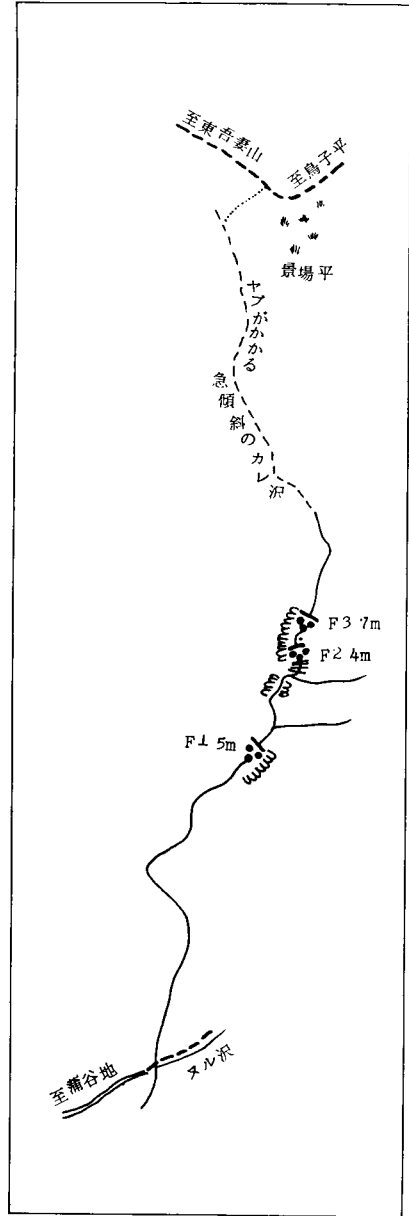 至東吾妻山
至鳥子平
景場平
ヤブがかかる
急傾斜のカレ沢
F3 7m
F2 4m
F1 5m
至蒲谷地
ヌル沢